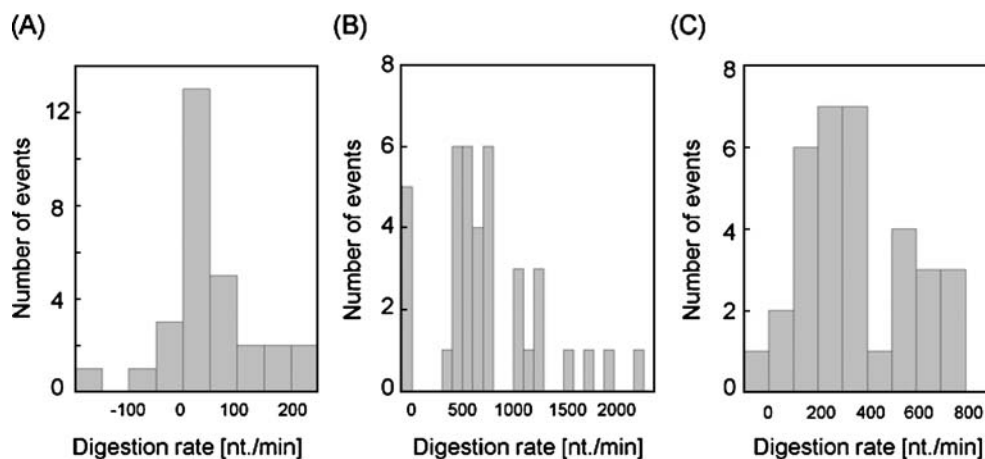 (A)
12
8
4
0
Number of events
-100 0 100 200
Digestion rate [nt./min]
(B)
8
6
4
2
0
Number of events
0 500 1000 1500 2000
Digestion rate [nt./min]
(C)
8
6
4
2
0
Number of events
0 200 400 600 800
Digestion rate [nt./min]